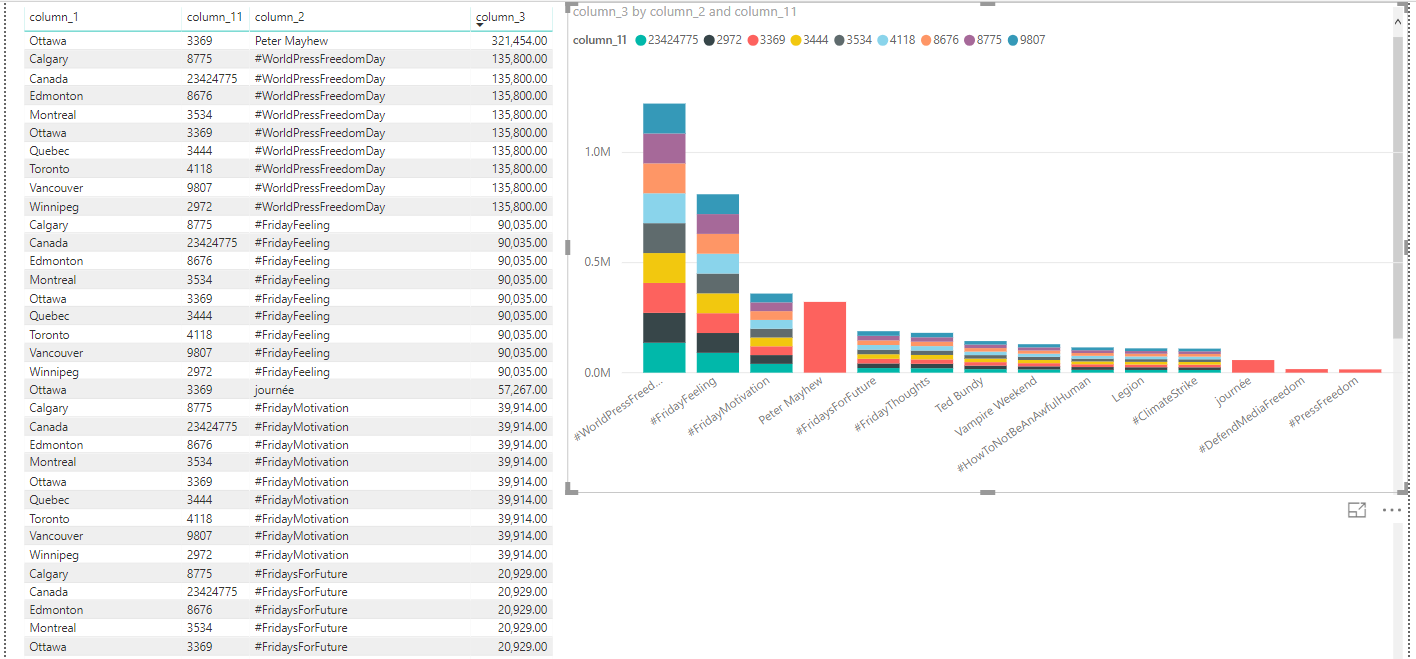 column_1 column_11 column_2 column_3
Ottawa 3369 Peter Mayhew 321,454.00
Calgary 8775 #WorldPressFreedomDay 135,800.00
Canada 23424775 #WorldPressFreedomDay 135,800.00
Edmonton 8676 #WorldPressFreedomDay 135,800.00
Montreal 3534 #WorldPressFreedomDay 135,800.00
Ottawa 3369 #WorldPressFreedomDay 135,800.00
Quebec 3444 #WorldPressFreedomDay 135,800.00
Toronto 4118 #WorldPressFreedomDay 135,800.00
Vancouver 9807 #WorldPressFreedomDay 135,800.00
Winnipeg 2972 #WorldPressFreedomDay 135,800.00
Calgary 8775 #FridayFeeling 90,035.00
Canada 23424775 #FridayFeeling 90,035.00
Edmonton 8676 #FridayFeeling 90,035.00
Montreal 3534 #FridayFeeling 90,035.00
Ottawa 3369 #FridayFeeling 90,035.00
Quebec 3444 #FridayFeeling 90,035.00
Toronto 4118 #FridayFeeling 90,035.00
Vancouver 9807 #FridayFeeling 90,035.00
Winnipeg 2972 #FridayFeeling 90,035.00
Ottawa 3369 journée 57,267.00
Calgary 8775 #FridayMotivation 39,914.00
Canada 23424775 #FridayMotivation 39,914.00
Edmonton 8676 #FridayMotivation 39,914.00
Montreal 3534 #FridayMotivation 39,914.00
Ottawa 3369 #FridayMotivation 39,914.00
Quebec 3444 #FridayMotivation 39,914.00
Toronto 4118 #FridayMotivation 39,914.00
Vancouver 9807 #FridayMotivation 39,914.00
Winnipeg 2972 #FridayMotivation 39,914.00
Calgary 8775 #FridaysForFuture 20,929.00
Canada 23424775 #FridaysForFuture 20,929.00
Edmonton 8676 #FridaysForFuture 20,929.00
Montreal 3534 #FridaysForFuture 20,929.00
Ottawa 3369 #FridaysForFuture 20,929.00
column_3 by column_2 and column_11
column_11 23424775 2972 3369 3444 3534 4118 8676 8775 9807
1.0M
0.5M
0.0M
#WorldPressFreed...
#FridayFeeling
#FridayMotivation
Peter Mayhew
#FridaysForFuture
#FridayThoughts
Ted Bundy
Vampire Weekend
#HowToNotBeAnAwfulHuman
Legion
#ClimateStrike
journée
#DefendMediaFreedom
#PressFreedom